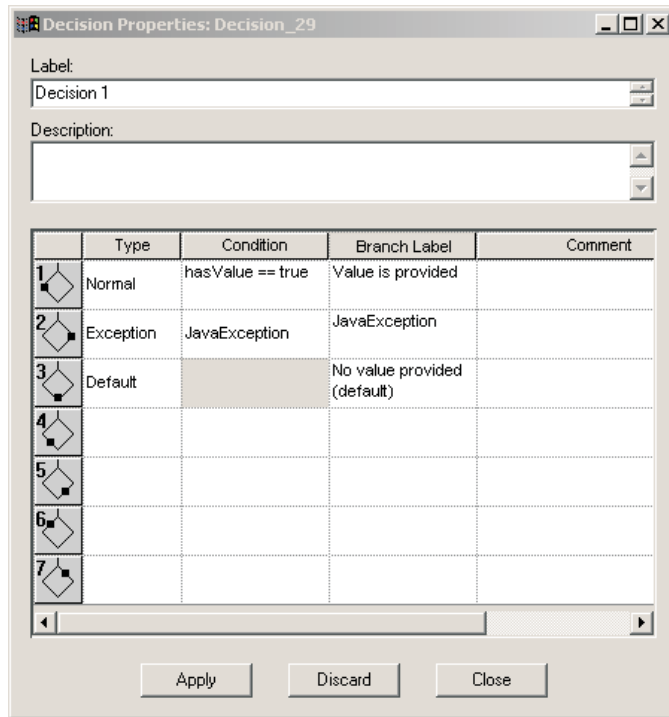 Decision Properties: Decision_29
Label:
Decision 1
Description:
Type Condition Branch Label Comment
1 Normal hasValue == true Value is provided
2 Exception JavaException JavaException
3 Default No value provided
(default)
4
5
6
7
Apply Discard Close